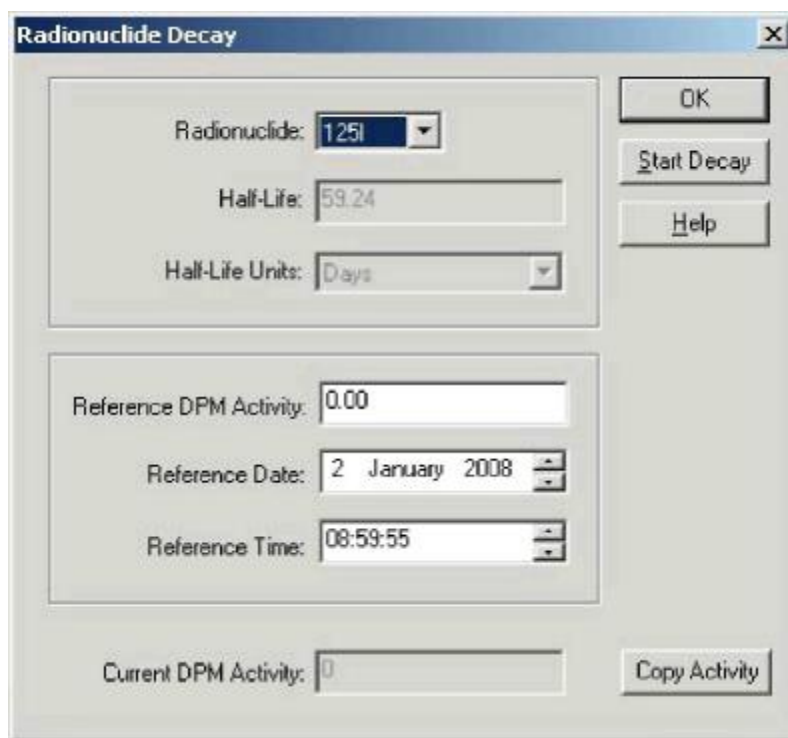 Radionuclide Decay
Radionuclide: 125I
OK
Start Decay
Half-Life: 59.24
Help
Half-Life Units: Days
Reference DPM Activity: 0.00
Reference Date: 2 January 2008
Reference Time: 08:59:55
Current DPM Activity: 0
Copy Activity